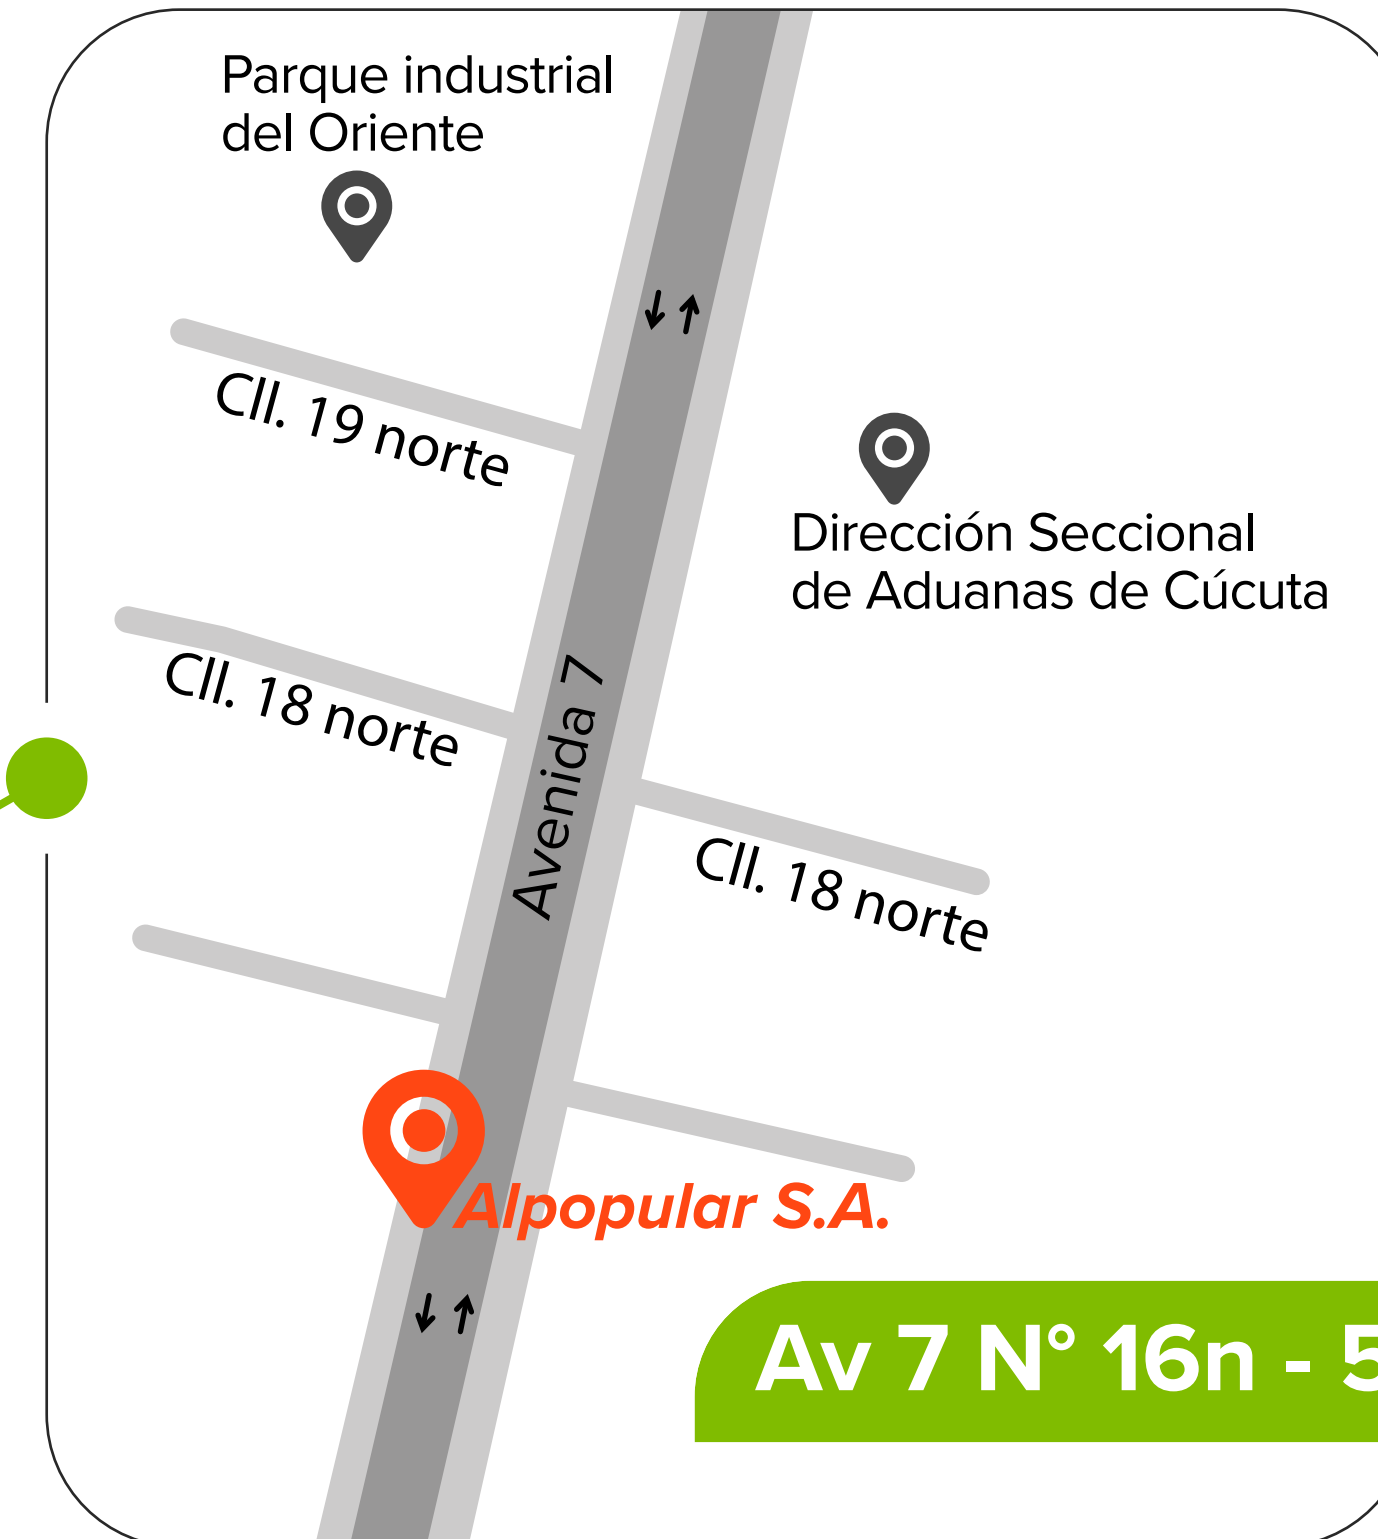 Parque industrial
del Oriente
Cll. 19 norte
Dirección Seccional
de Aduanas de Cúcuta
Cll. 18 norte
Avenida 7
Cll. 18 norte
Alpopular S.A.
Av 7 N° 16n - 5